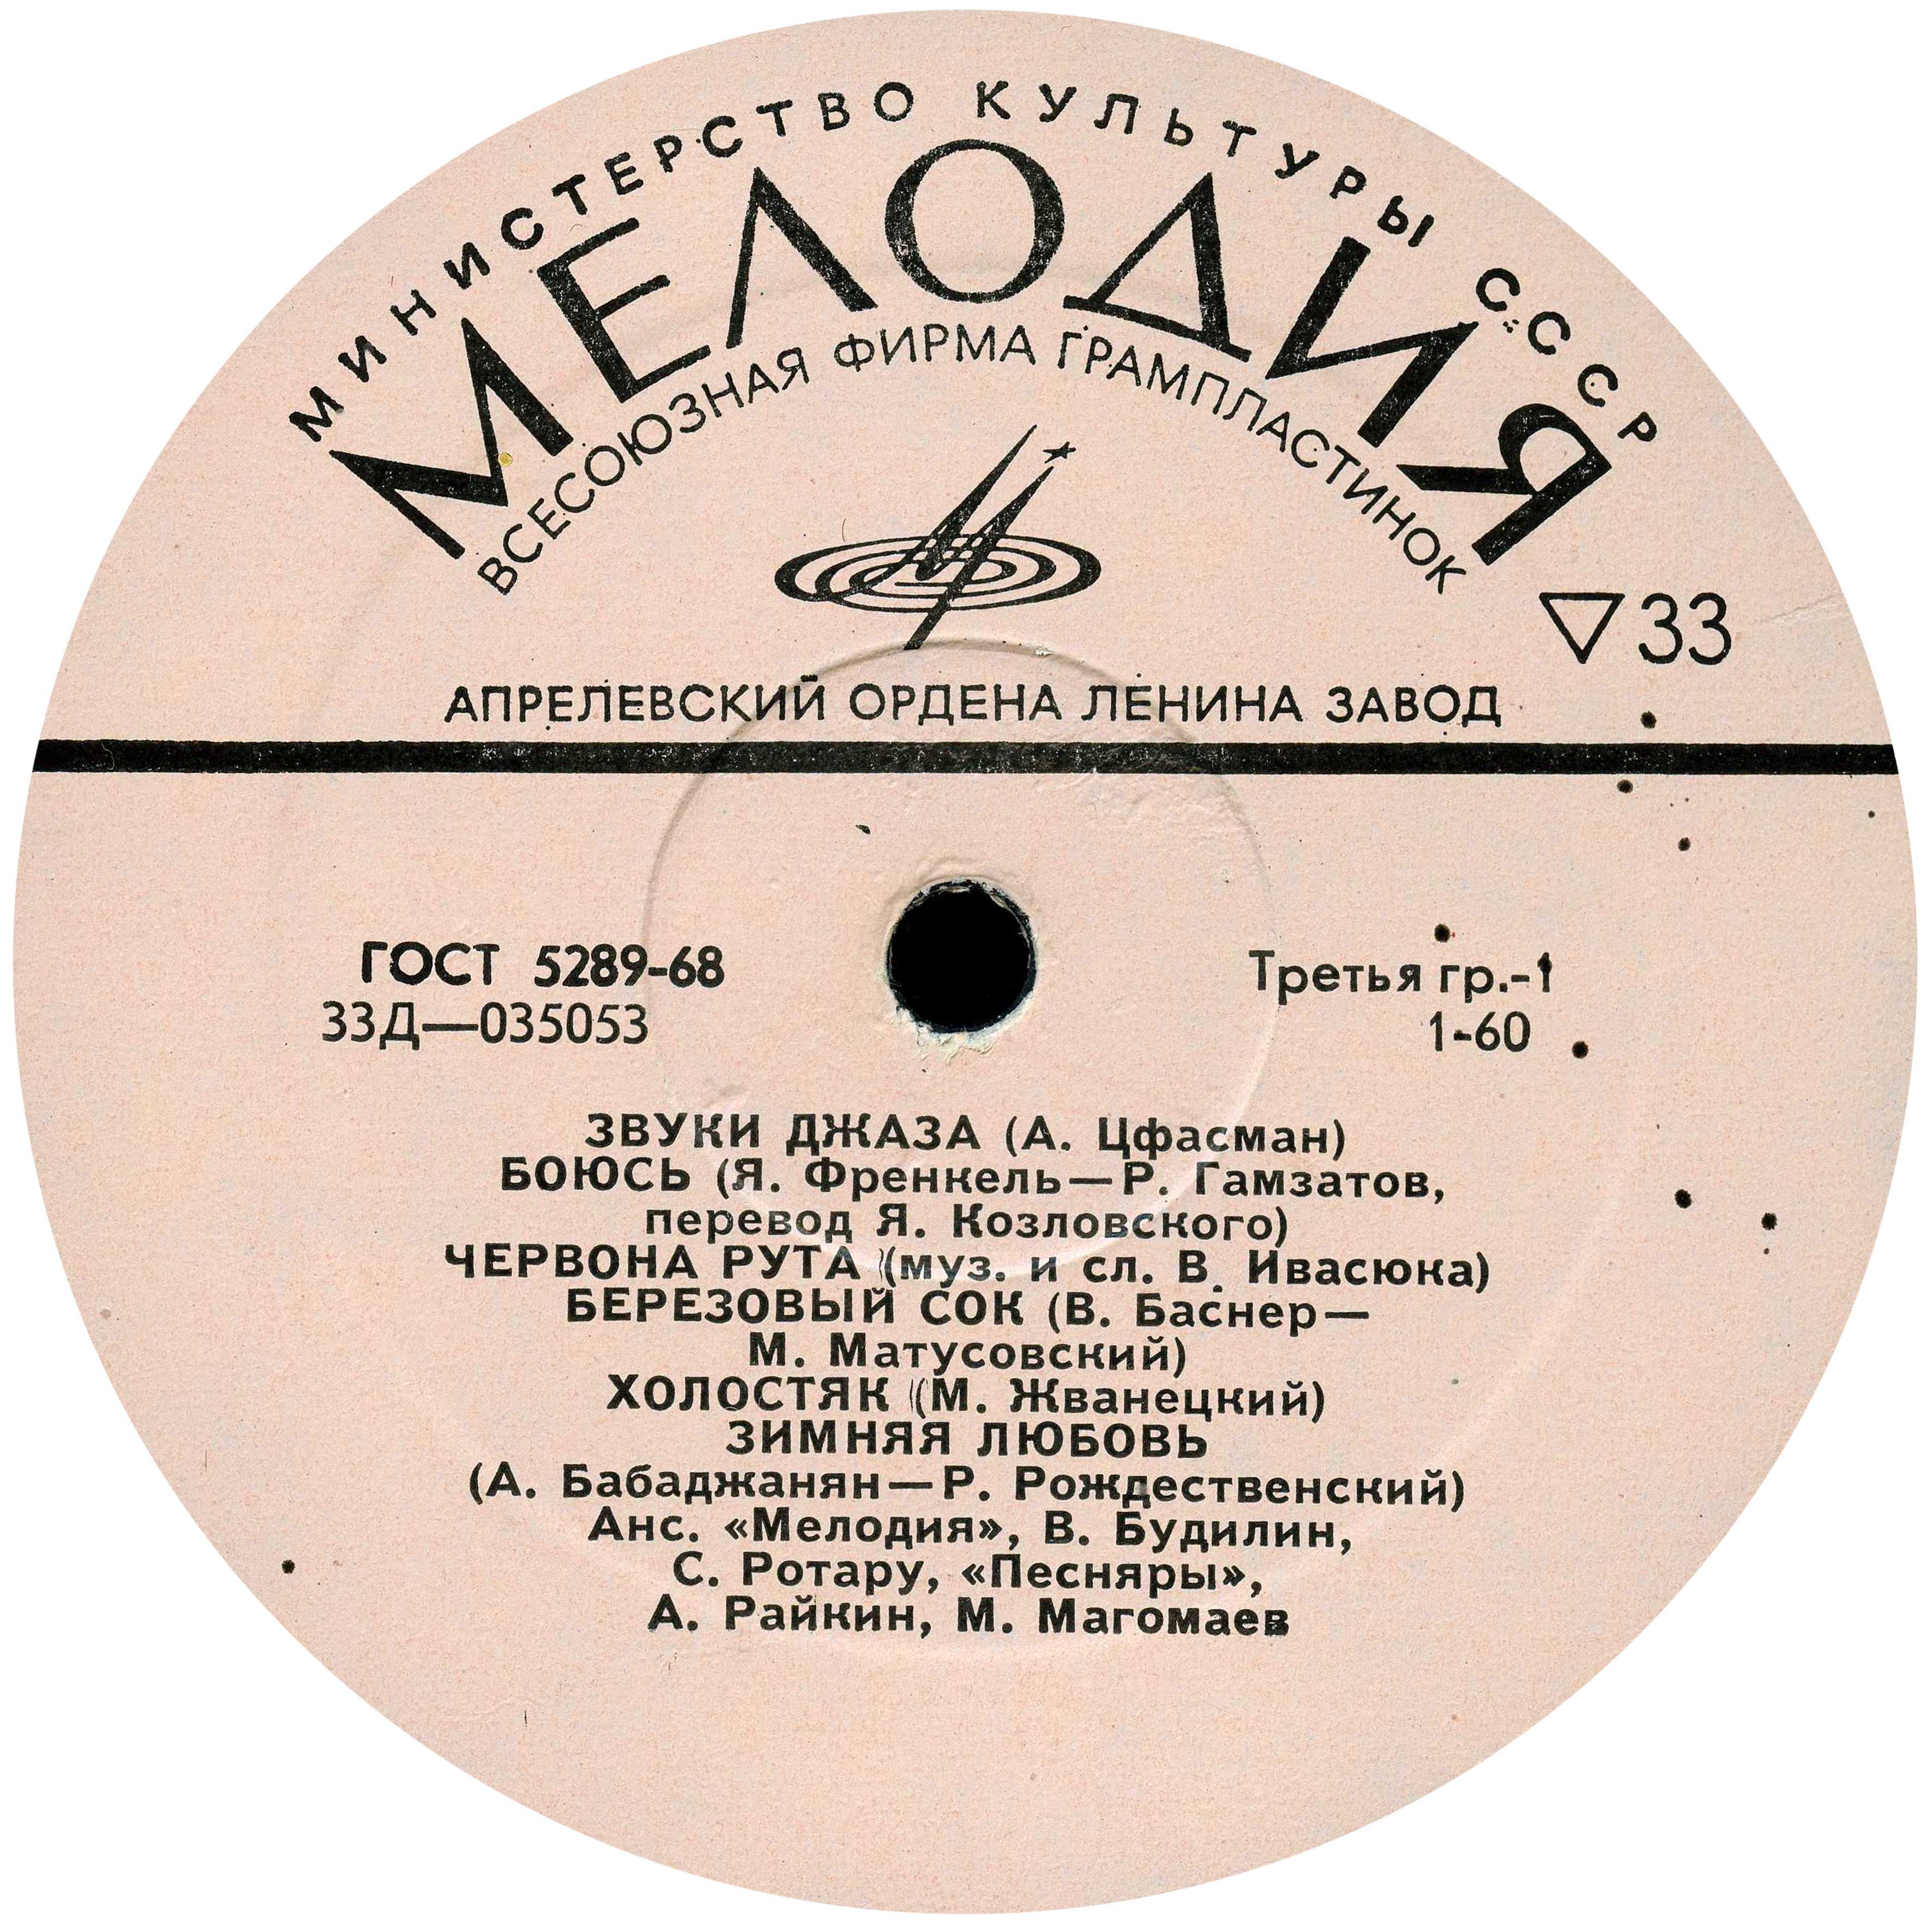 МИНИСТЕРСТВО КУЛЬТУРЫ СССР
МЕЛОДИЯ
ВСЕСОЮЗНАЯ ФИРМА ГРАМПЛАСТИНОК
33
АПРЕЛЕВСКИЙ ОРДЕНА ЛЕНИНА ЗАВОД
ГОСТ 5289-68
Третья гр.-1
33Д—035053
1-60
ЗВУКИ ДЖАЗА (А. Цфасман)
БОЮСЬ (Я. Френкель—Р. Гамзатов,
перевод Я. Козловского)
ЧЕРВОНА РУТА (муз. и сл. В. Ивасюка)
БЕРЕЗОВЫЙ СОК (В. Баснер—
М. Матусовский)
ХОЛОСТЯК (М. Жванецкий)
ЗИМНЯЯ ЛЮБОВЬ
(А. Бабаджанян—Р. Рождественский)
Анс. «Мелодия», В. Будилин,
С. Ротару, «Песняры»,
А. Райкин, М. Магомаев